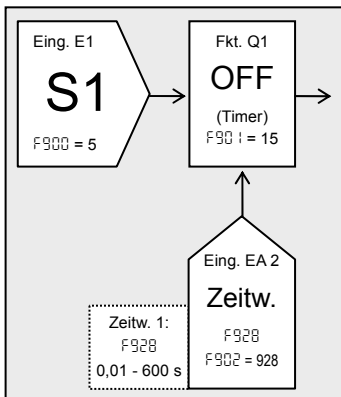 Eing. E1
S1
F900 = 5
Fkt. Q1
OFF
(Timer)
F901 = 15
Eing. EA 2
Zeitw.
F928
F902 = 928
Zeitw. 1:
F928
0,01 - 600 s